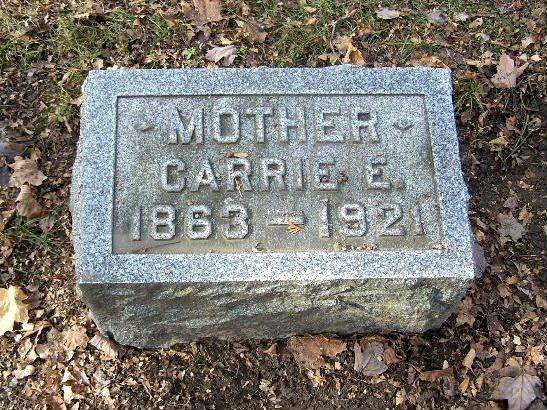 MOTHER
CARRIE E.
1863 - 1921